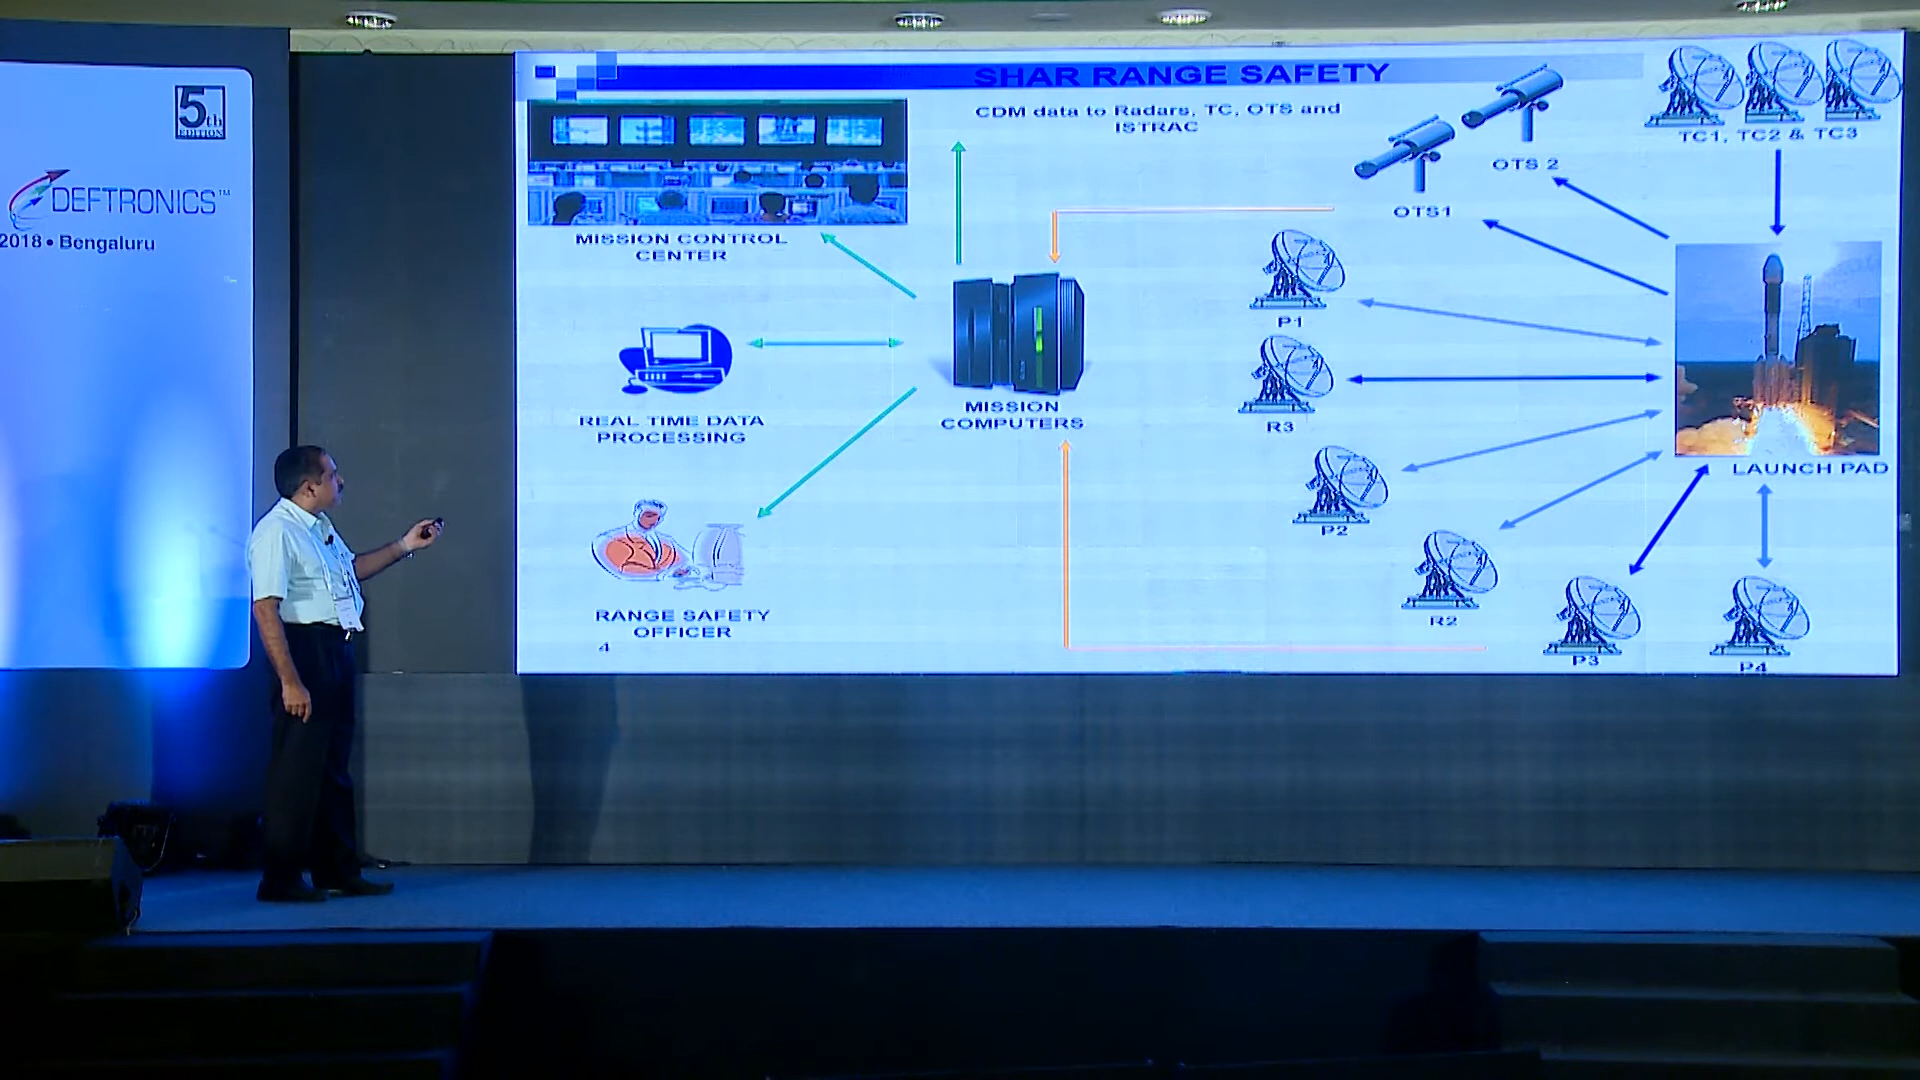 5th
EDITION
DEFTRONICS™
2018 • Bengaluru
SHAR RANGE SAFETY
CDM data to Radars, TC, OTS and
ISTRAC
TC1, TC2 & TC3
OTS 2
OTS1
MISSION CONTROL
CENTER
P1
REAL TIME DATA
PROCESSING
MISSION
COMPUTERS
R3
LAUNCH PAD
P2
RANGE SAFETY
OFFICER
R2
P3
P4
4